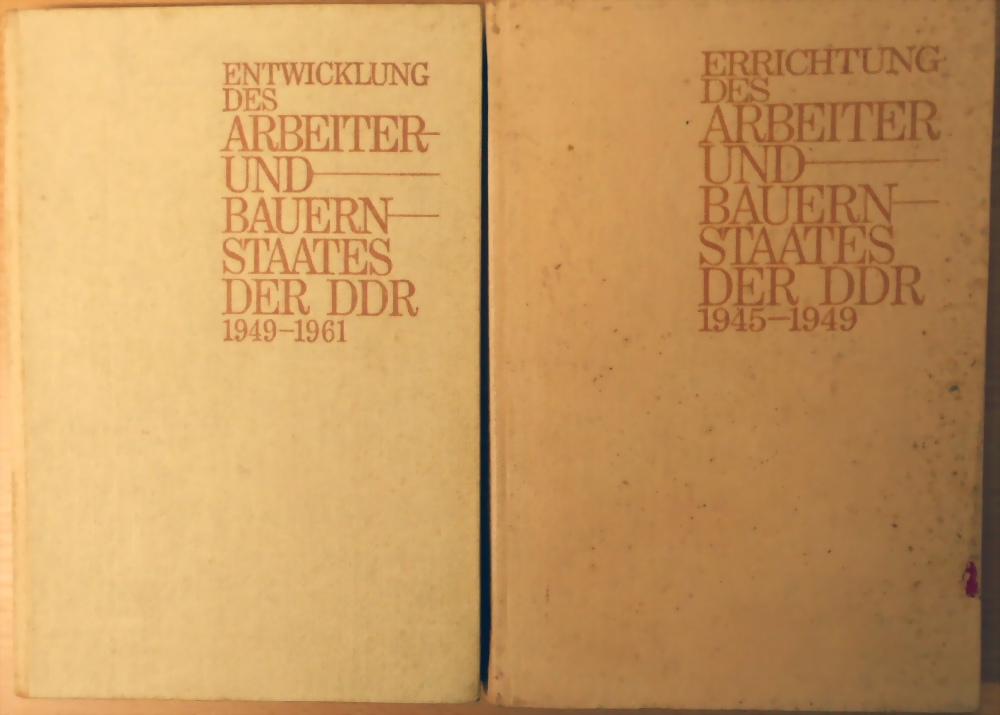 ENTWICKLUNG
DES
ARBEITER-
UND
BAUERN-
STAATES
DER DDR
1949-1961
ERRICHTUNG
DES
ARBEITER
UND
BAUERN-
STAATES
DER DDR
1945-1949